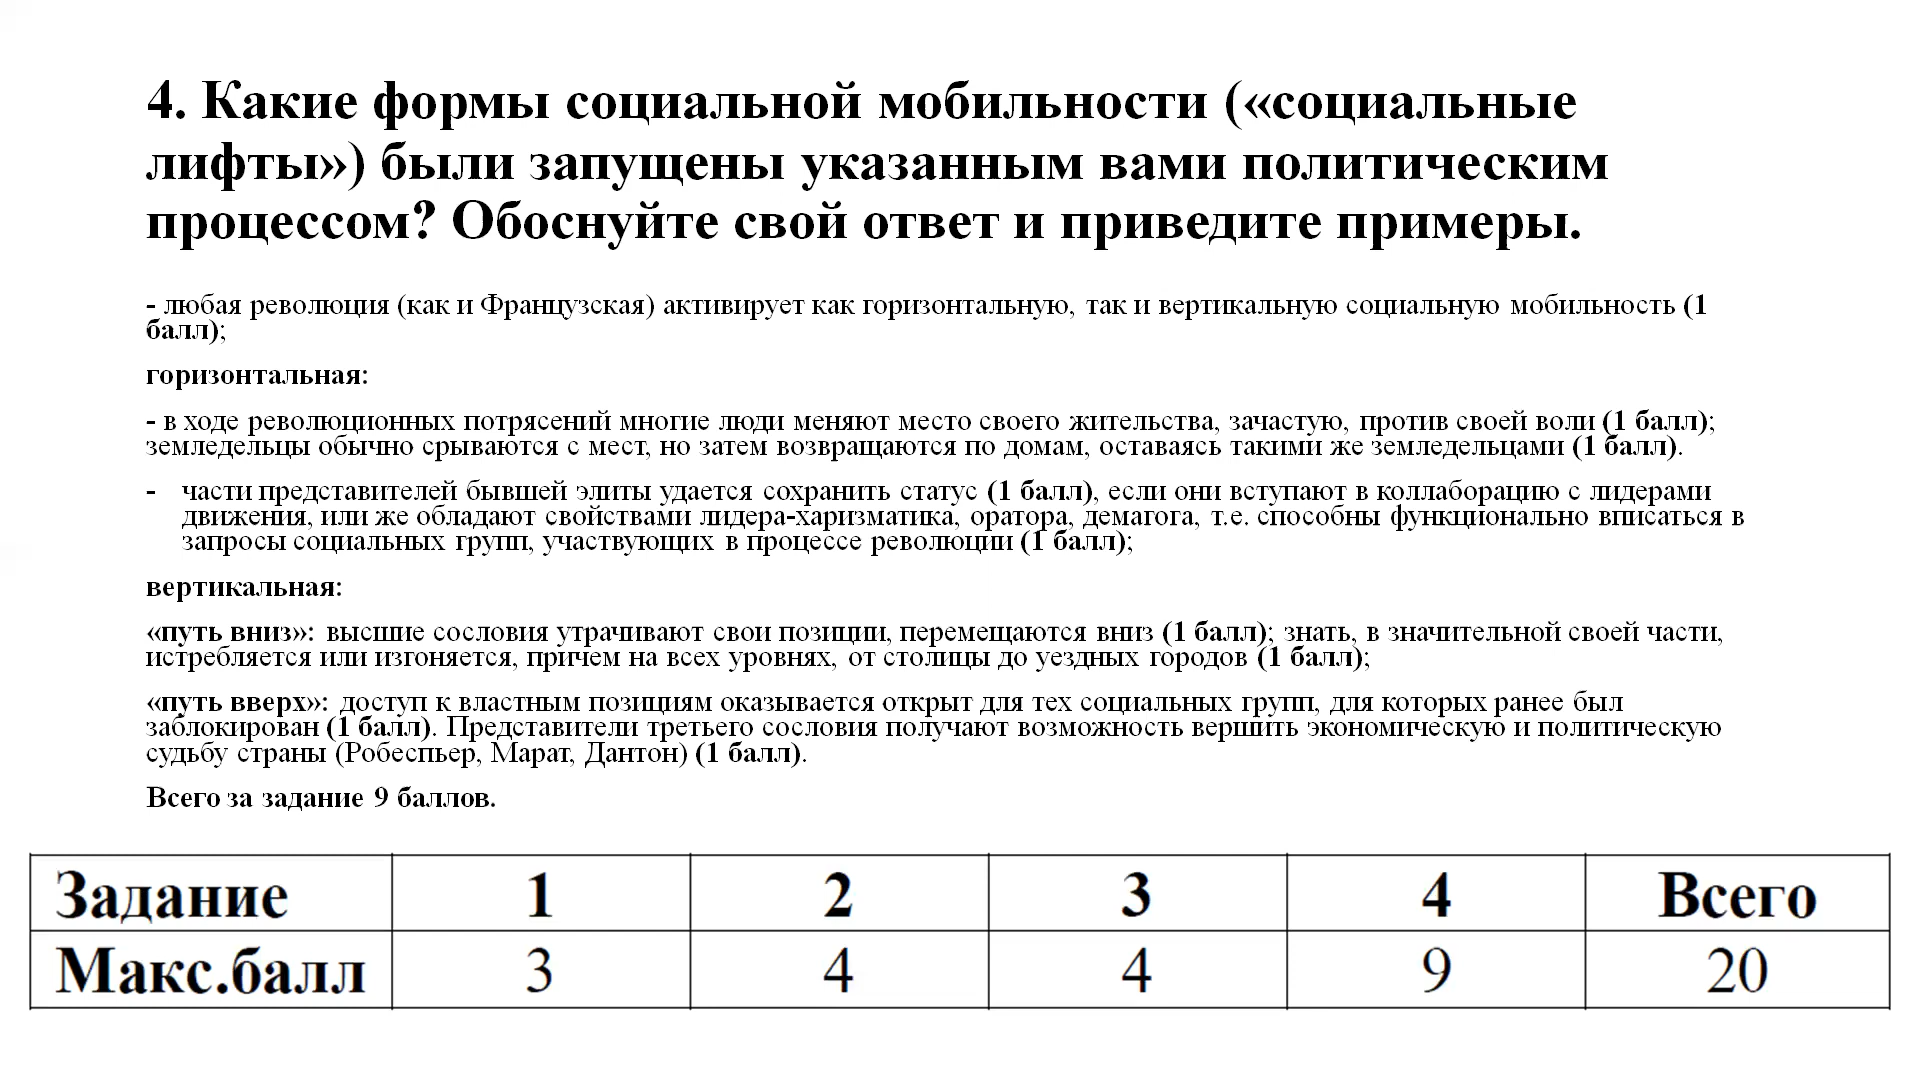 4. Какие формы социальной мобильности («социальные
лифты») были запущены указанным вами политическим
процессом? Обоснуйте свой ответ и приведите примеры.
- любая революция (как и Французская) активирует как горизонтальную, так и вертикальную социальную мобильность (1
балл);
горизонтальная:
- в ходе революционных потрясений многие люди меняют место своего жительства, зачастую, против своей воли (1 балл);
земледельцы обычно срываются с мест, но затем возвращаются по домам, оставаясь такими же земледельцами (1 балл).
- части представителей бывшей элиты удается сохранить статус (1 балл), если они вступают в коллаборацию с лидерами
движения, или же обладают свойствами лидера-харизматика, оратора, демагога, т.е. способны функционально вписаться в
запросы социальных групп, участвующих в процессе революции (1 балл);
вертикальная:
«путь вниз»: высшие сословия утрачивают свои позиции, перемещаются вниз (1 балл); знать, в значительной своей части,
истребляется или изгоняется, причем на всех уровнях, от столицы до уездных городов (1 балл);
«путь вверх»: доступ к властным позициям оказывается открыт для тех социальных групп, для которых ранее был
заблокирован (1 балл). Представители третьего сословия получают возможность вершить экономическую и политическую
судьбу страны (Робеспьер, Марат, Дантон) (1 балл).
Всего за задание 9 баллов.
Задание 1 2 3 4 Всего
Макс.балл 3 4 4 9 20